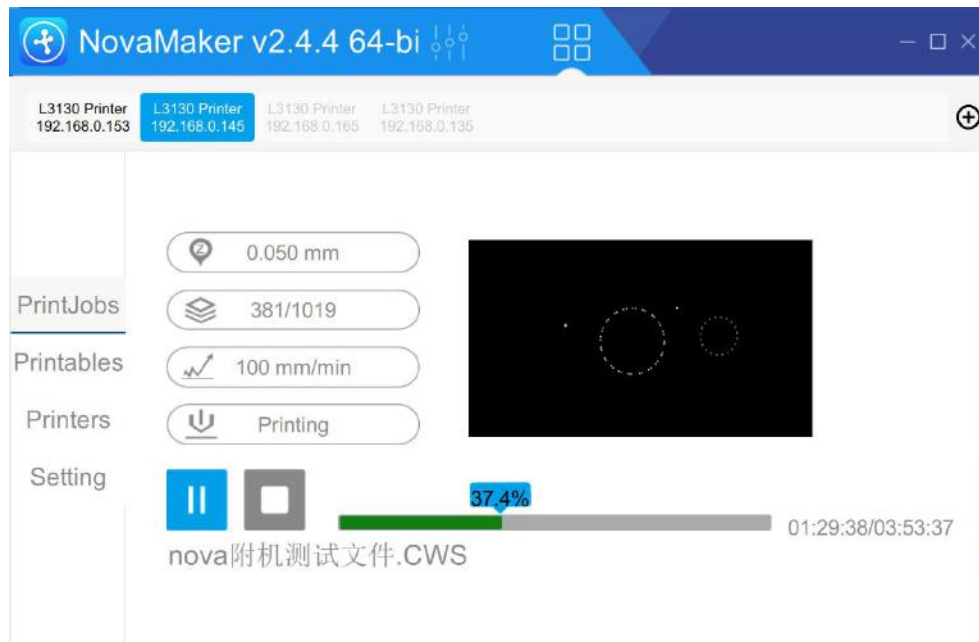 NovaMaker v2.4.4 64-bi
L3130 Printer
192.168.0.153
L3130 Printer
192.168.0.145
L3130 Printer
192.168.0.165
L3130 Printer
192.168.0.135
PrintJobs
Printables
Printers
Setting
Z
0.050 mm
381/1019
100 mm/min
Printing
37.4%
01:29:38/03:53:37
nova附机测试文件.CWS